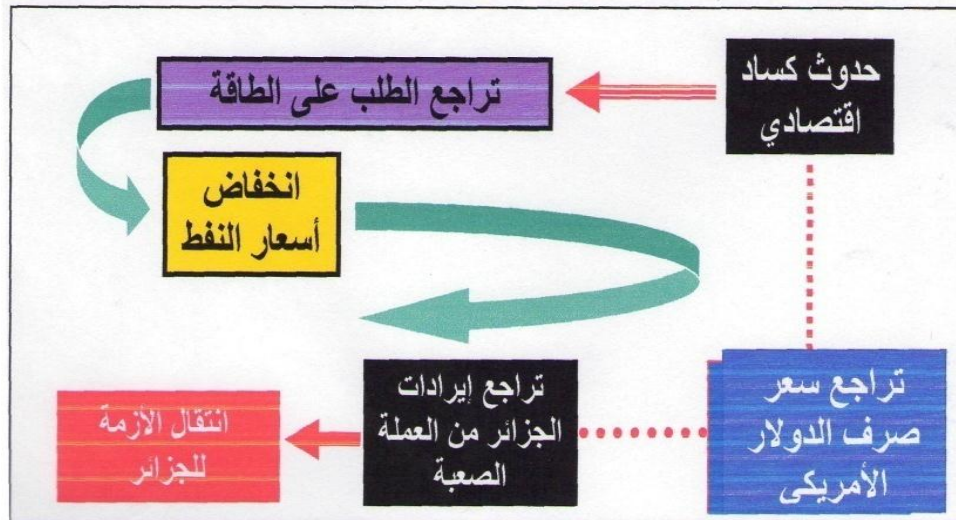 حدوث كساد
اقتصادي
تراجع الطلب على الطاقة
انخفاض
أسعار النفط
تراجع سعر
صرف الدولار
الأمريكى
تراجع إيرادات
الجزائر من العملة
الصعبة
انتقال الأزمة
للجزائر